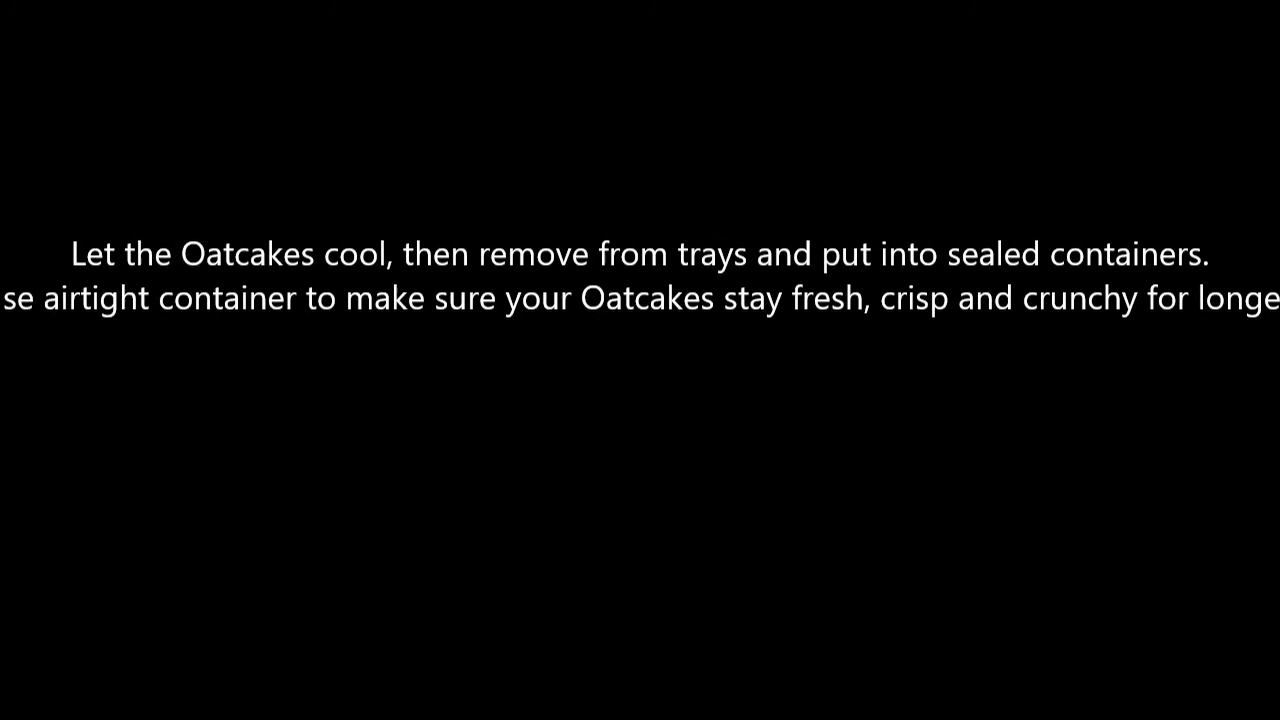 Let the Oatcakes cool, then remove from trays and put into sealed containers.
se airtight container to make sure your Oatcakes stay fresh, crisp and crunchy for longe